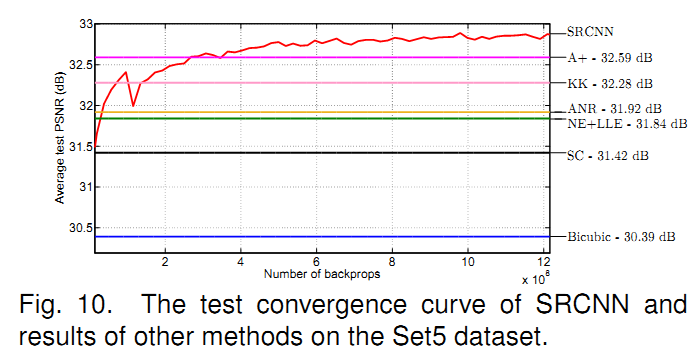 33
32.5
32
31.5
31
30.5
Average test PSNR (dB)
SRCNN
A+ - 32.59 dB
KK - 32.28 dB
ANR - 31.92 dB
NE+LLE - 31.84 dB
SC - 31.42 dB
Bicubic - 30.39 dB
2 4 6 8 10 12
Number of backprops
x 10⁸
Fig. 10. The test convergence curve of SRCNN and
results of other methods on the Set5 dataset.